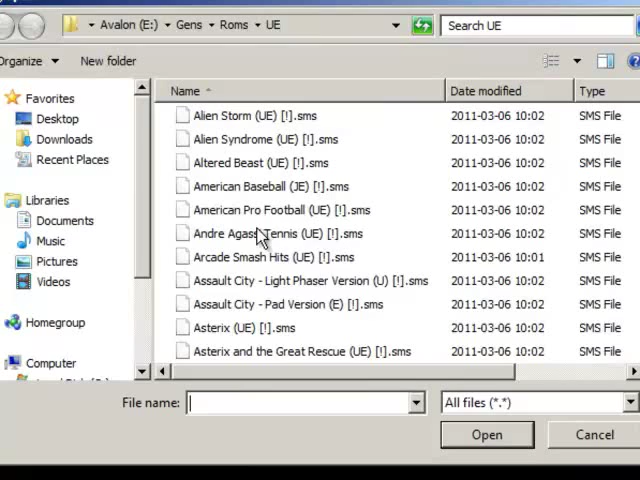 Avalon (E:) Gens Roms UE Search UE
Organize New folder
Name Date modified Type
Favorites
Desktop
Downloads
Recent Places
Libraries
Documents
Music
Pictures
Videos
Homegroup
Computer
Alien Storm (UE) [!].sms 2011-03-06 10:02 SMS File
Alien Syndrome (UE) [!].sms 2011-03-06 10:02 SMS File
Altered Beast (UE) [!].sms 2011-03-06 10:02 SMS File
American Baseball (JE) [!].sms 2011-03-06 10:02 SMS File
American Pro Football (UE) [!].sms 2011-03-06 10:02 SMS File
Andre Agassi Tennis (UE) [!].sms 2011-03-06 10:02 SMS File
Arcade Smash Hits (UE) [!].sms 2011-03-06 10:01 SMS File
Assault City - Light Phaser Version (U) [!].sms 2011-03-06 10:02 SMS File
Assault City - Pad Version (E) [!].sms 2011-03-06 10:02 SMS File
Asterix (UE) [!].sms 2011-03-06 10:02 SMS File
Asterix and the Great Rescue (UE) [!].sms 2011-03-06 10:02 SMS File
File name: All files (*.*)
Open Cancel